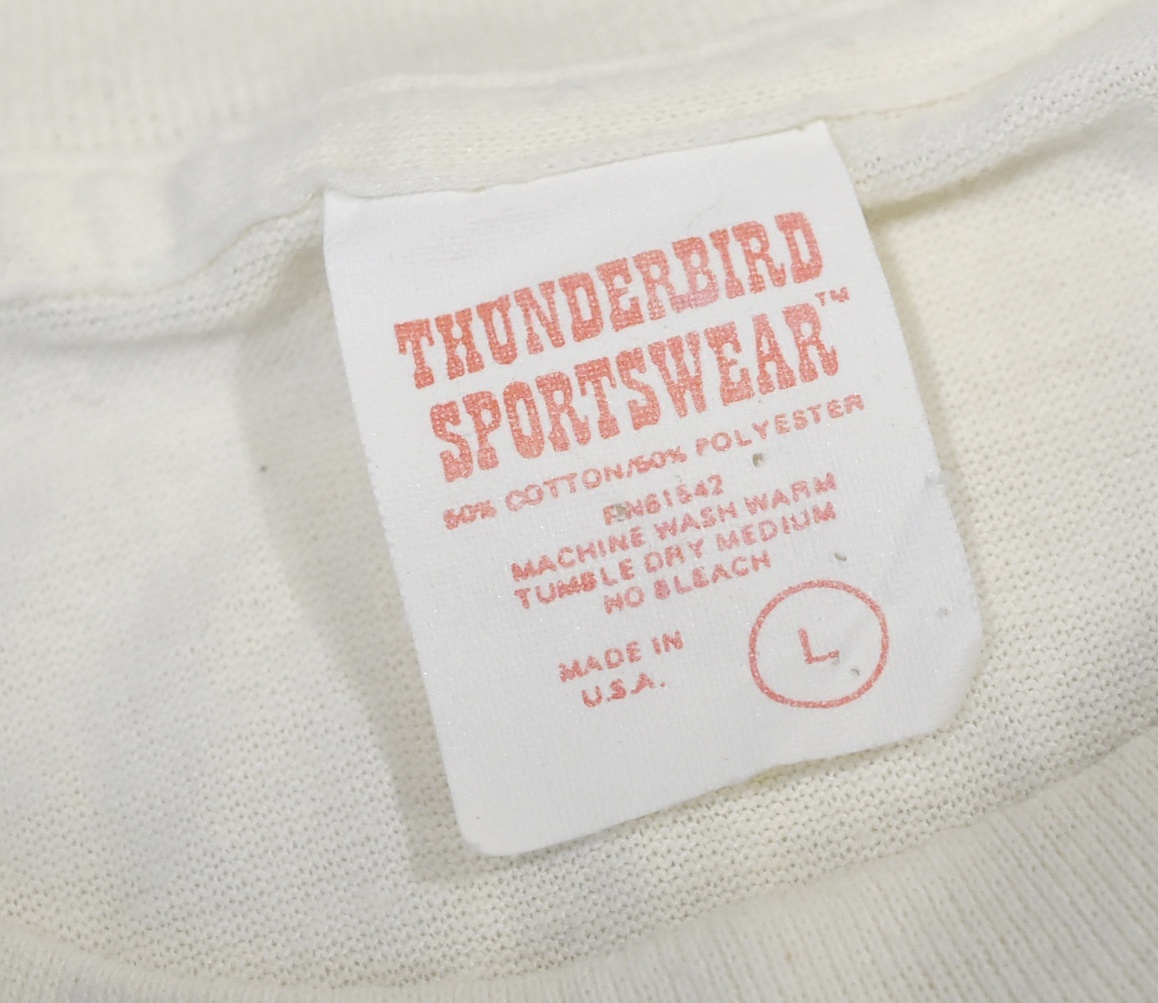 THUNDERBIRD
SPORTSWEAR™
50% COTTON/50% POLYESTER
RN61542
MACHINE WASH WARM
TUMBLE DRY MEDIUM
NO BLEACH
MADE IN
U.S.A.
L